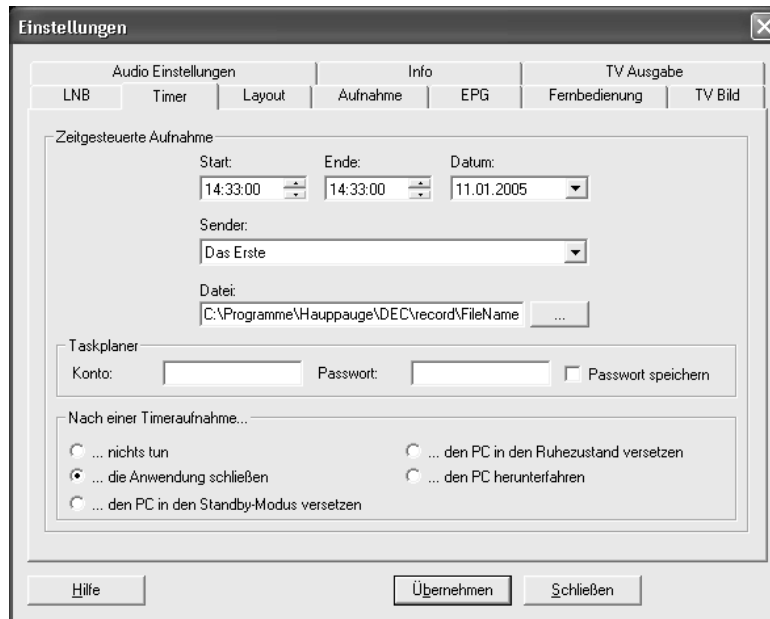 Einstellungen
Audio Einstellungen Info TV Ausgabe
LNB Timer Layout Aufnahme EPG Fernbedienung TV Bild
Zeitgesteuerte Aufnahme
Start: Ende: Datum:
14:33:00 14:33:00 11.01.2005
Sender:
Das Erste
Datei:
C:\Programme\Hauppauge\DEC\record\FileName ...
Taskplaner
Konto: Passwort: Passwort speichern
Nach einer Timeraufnahme...
... nichts tun ... den PC in den Ruhezustand versetzen
... die Anwendung schließen ... den PC herunterfahren
... den PC in den Standby-Modus versetzen
Hilfe Übernehmen Schließen